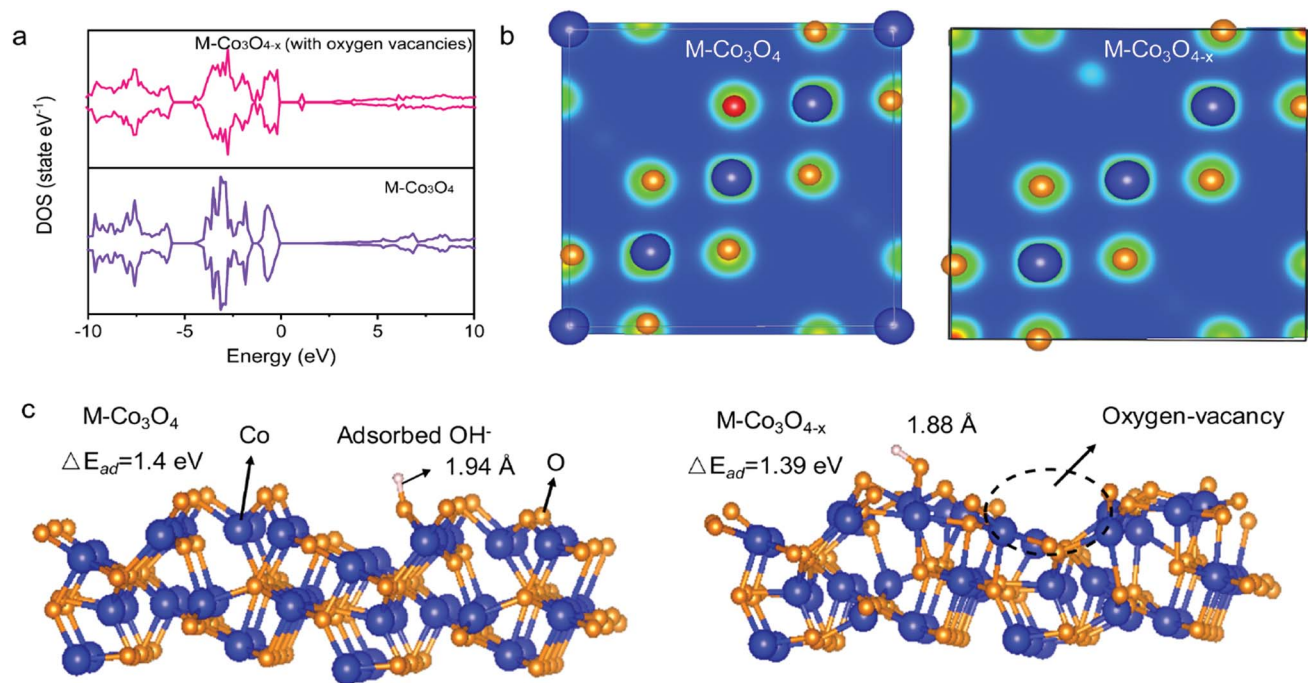 a
M-Co₃O₄₋ₓ (with oxygen vacancies)
M-Co₃O₄
DOS (state eV⁻¹)
-10 -5 0 5 10
Energy (eV)
b
M-Co₃O₄
M-Co₃O₄₋ₓ
c
M-Co₃O₄
△Eₐd=1.4 eV
Co
Adsorbed OH⁻
1.94 Å
O
M-Co₃O₄₋ₓ
△Eₐd=1.39 eV
1.88 Å
Oxygen-vacancy